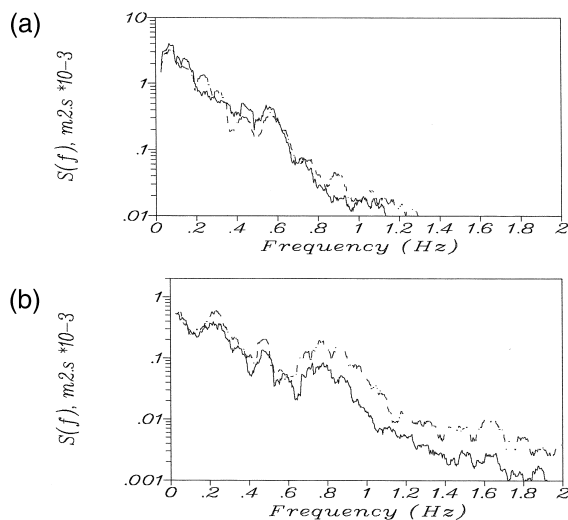 (a)
10
1
.1
.01
S(f), m2.s *10-3
0 .2 .4 .6 .8 1 1.2 1.4 1.6 1.8 2
Frequency (Hz)
(b)
1
.1
.01
.001
S(f), m2.s *10-3
0 .2 .4 .6 .8 1 1.2 1.4 1.6 1.8 2
Frequency (Hz)